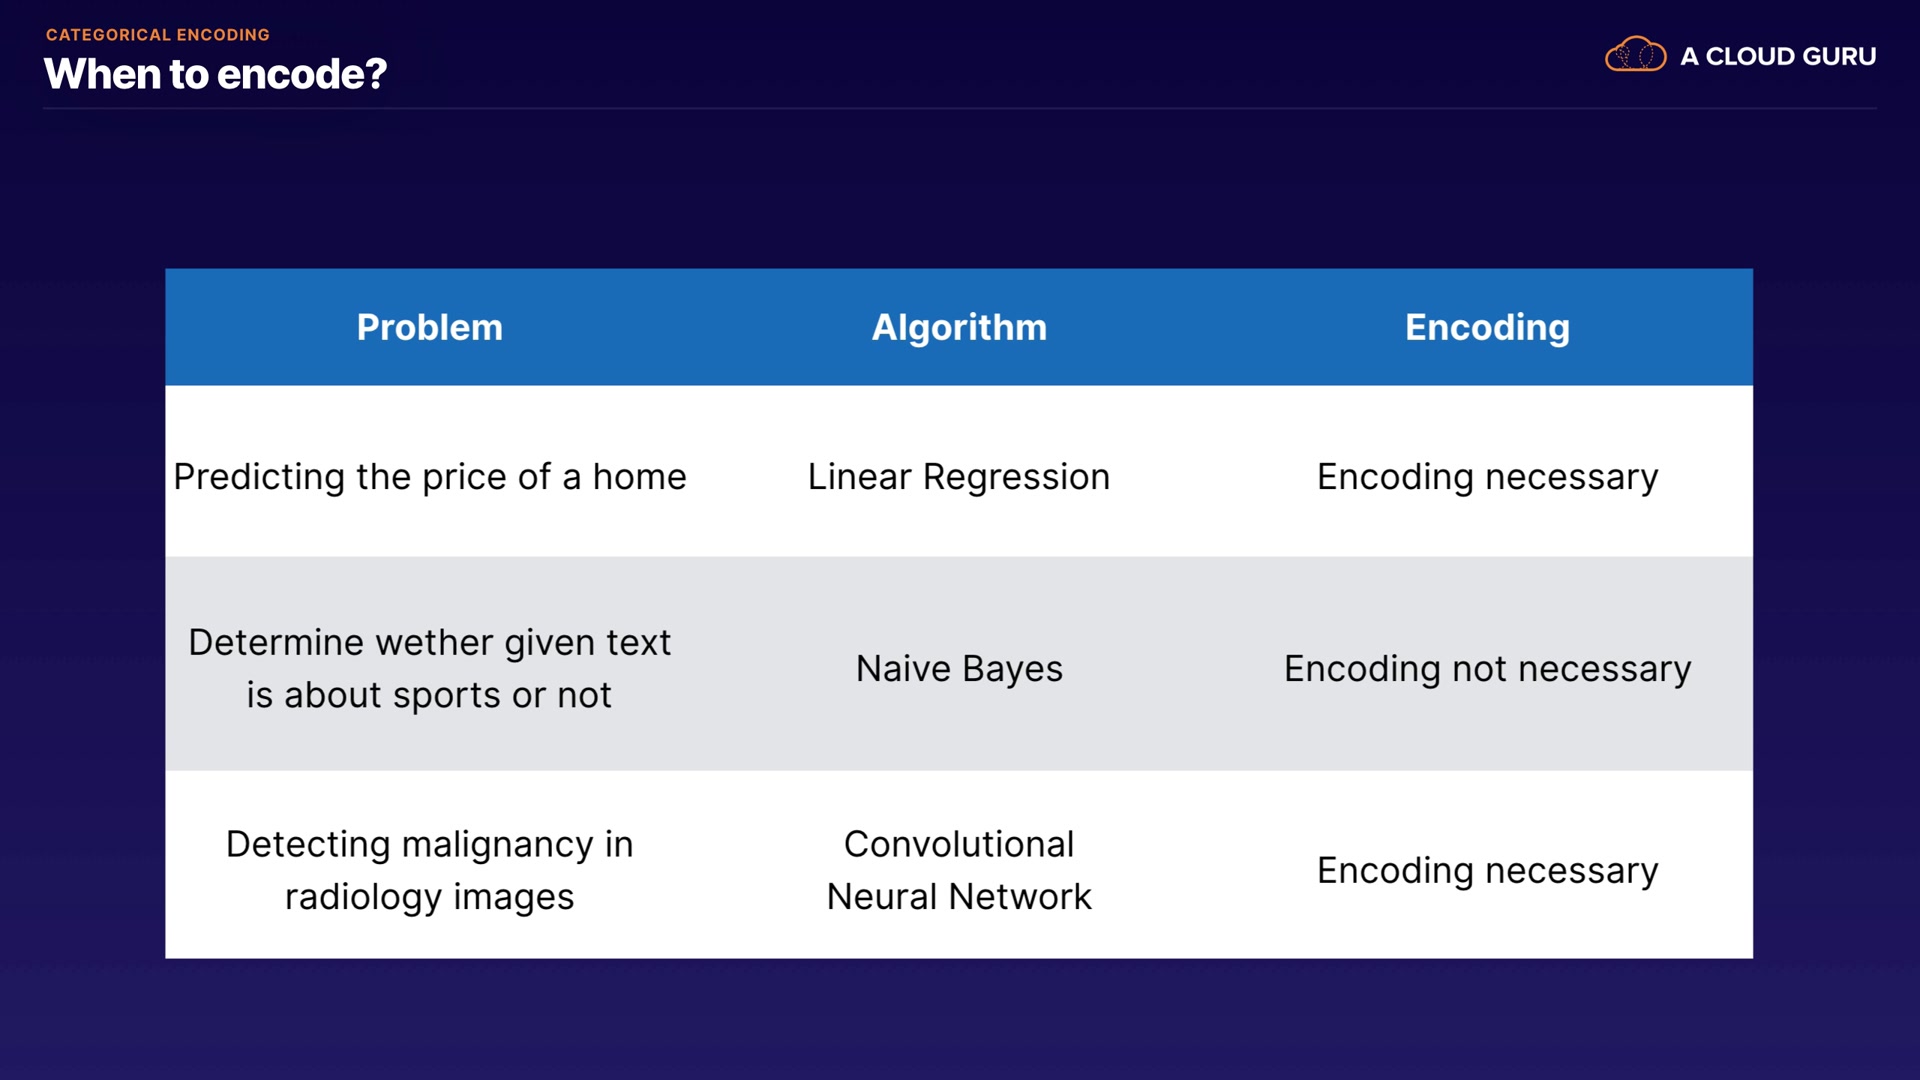 CATEGORICAL ENCODING
When to encode?
A CLOUD GURU
Problem Algorithm Encoding
Predicting the price of a home Linear Regression Encoding necessary
Determine wether given text
is about sports or not
Naive Bayes
Encoding not necessary
Detecting malignancy in
radiology images
Convolutional
Neural Network
Encoding necessary